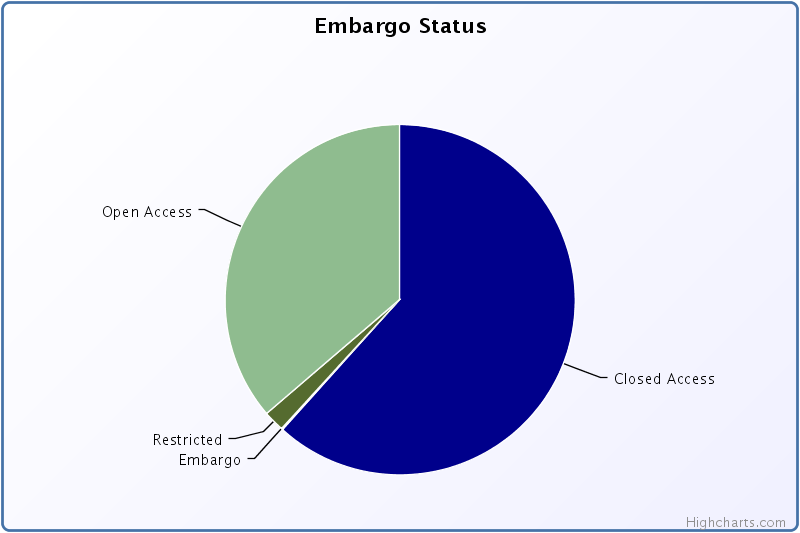 Embargo Status
Open Access
Closed Access
Restricted
Embargo
Highcharts.com